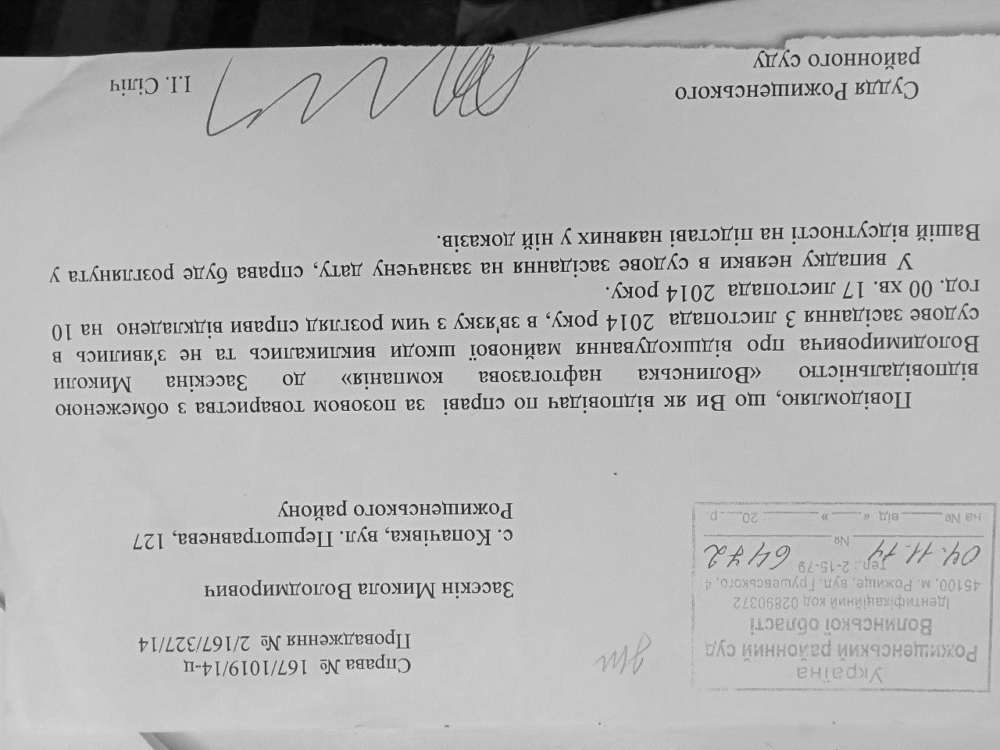 Україна
Рожищенський районний суд
Волинської області
Ідентифікаційний код 02890372
45100, м. Рожище, вул. Грушевського, 4
тел.: 2-15-79
04.11.14 № 6472
на № від « » 20 р.
Справа № 167/1019/14-ц
Провадження № 2/167/327/14
Засєкін Микола Володимирович
с. Копачівка, вул. Першотравнева, 127
Рожищенського району
Повідомляю, що Ви як відповідач по справі за позовом товариства з обмеженою
відповідальністю «Волинська нафтогазова компанія» до Засєкіна Миколи
Володимировича про відшкодування майнової шкоди викликались та не з'явились в
судове засідання 3 листопада 2014 року, в зв'язку з чим розгляд справи відкладено на 10
год. 00 хв. 17 листопада 2014 року.
У випадку неявки в судове засідання на зазначену дату, справа буде розглянута у
Вашій відсутності на підставі наявних у ній доказів.
Суддя Рожищенського
районного суду
І.І. Сіліч